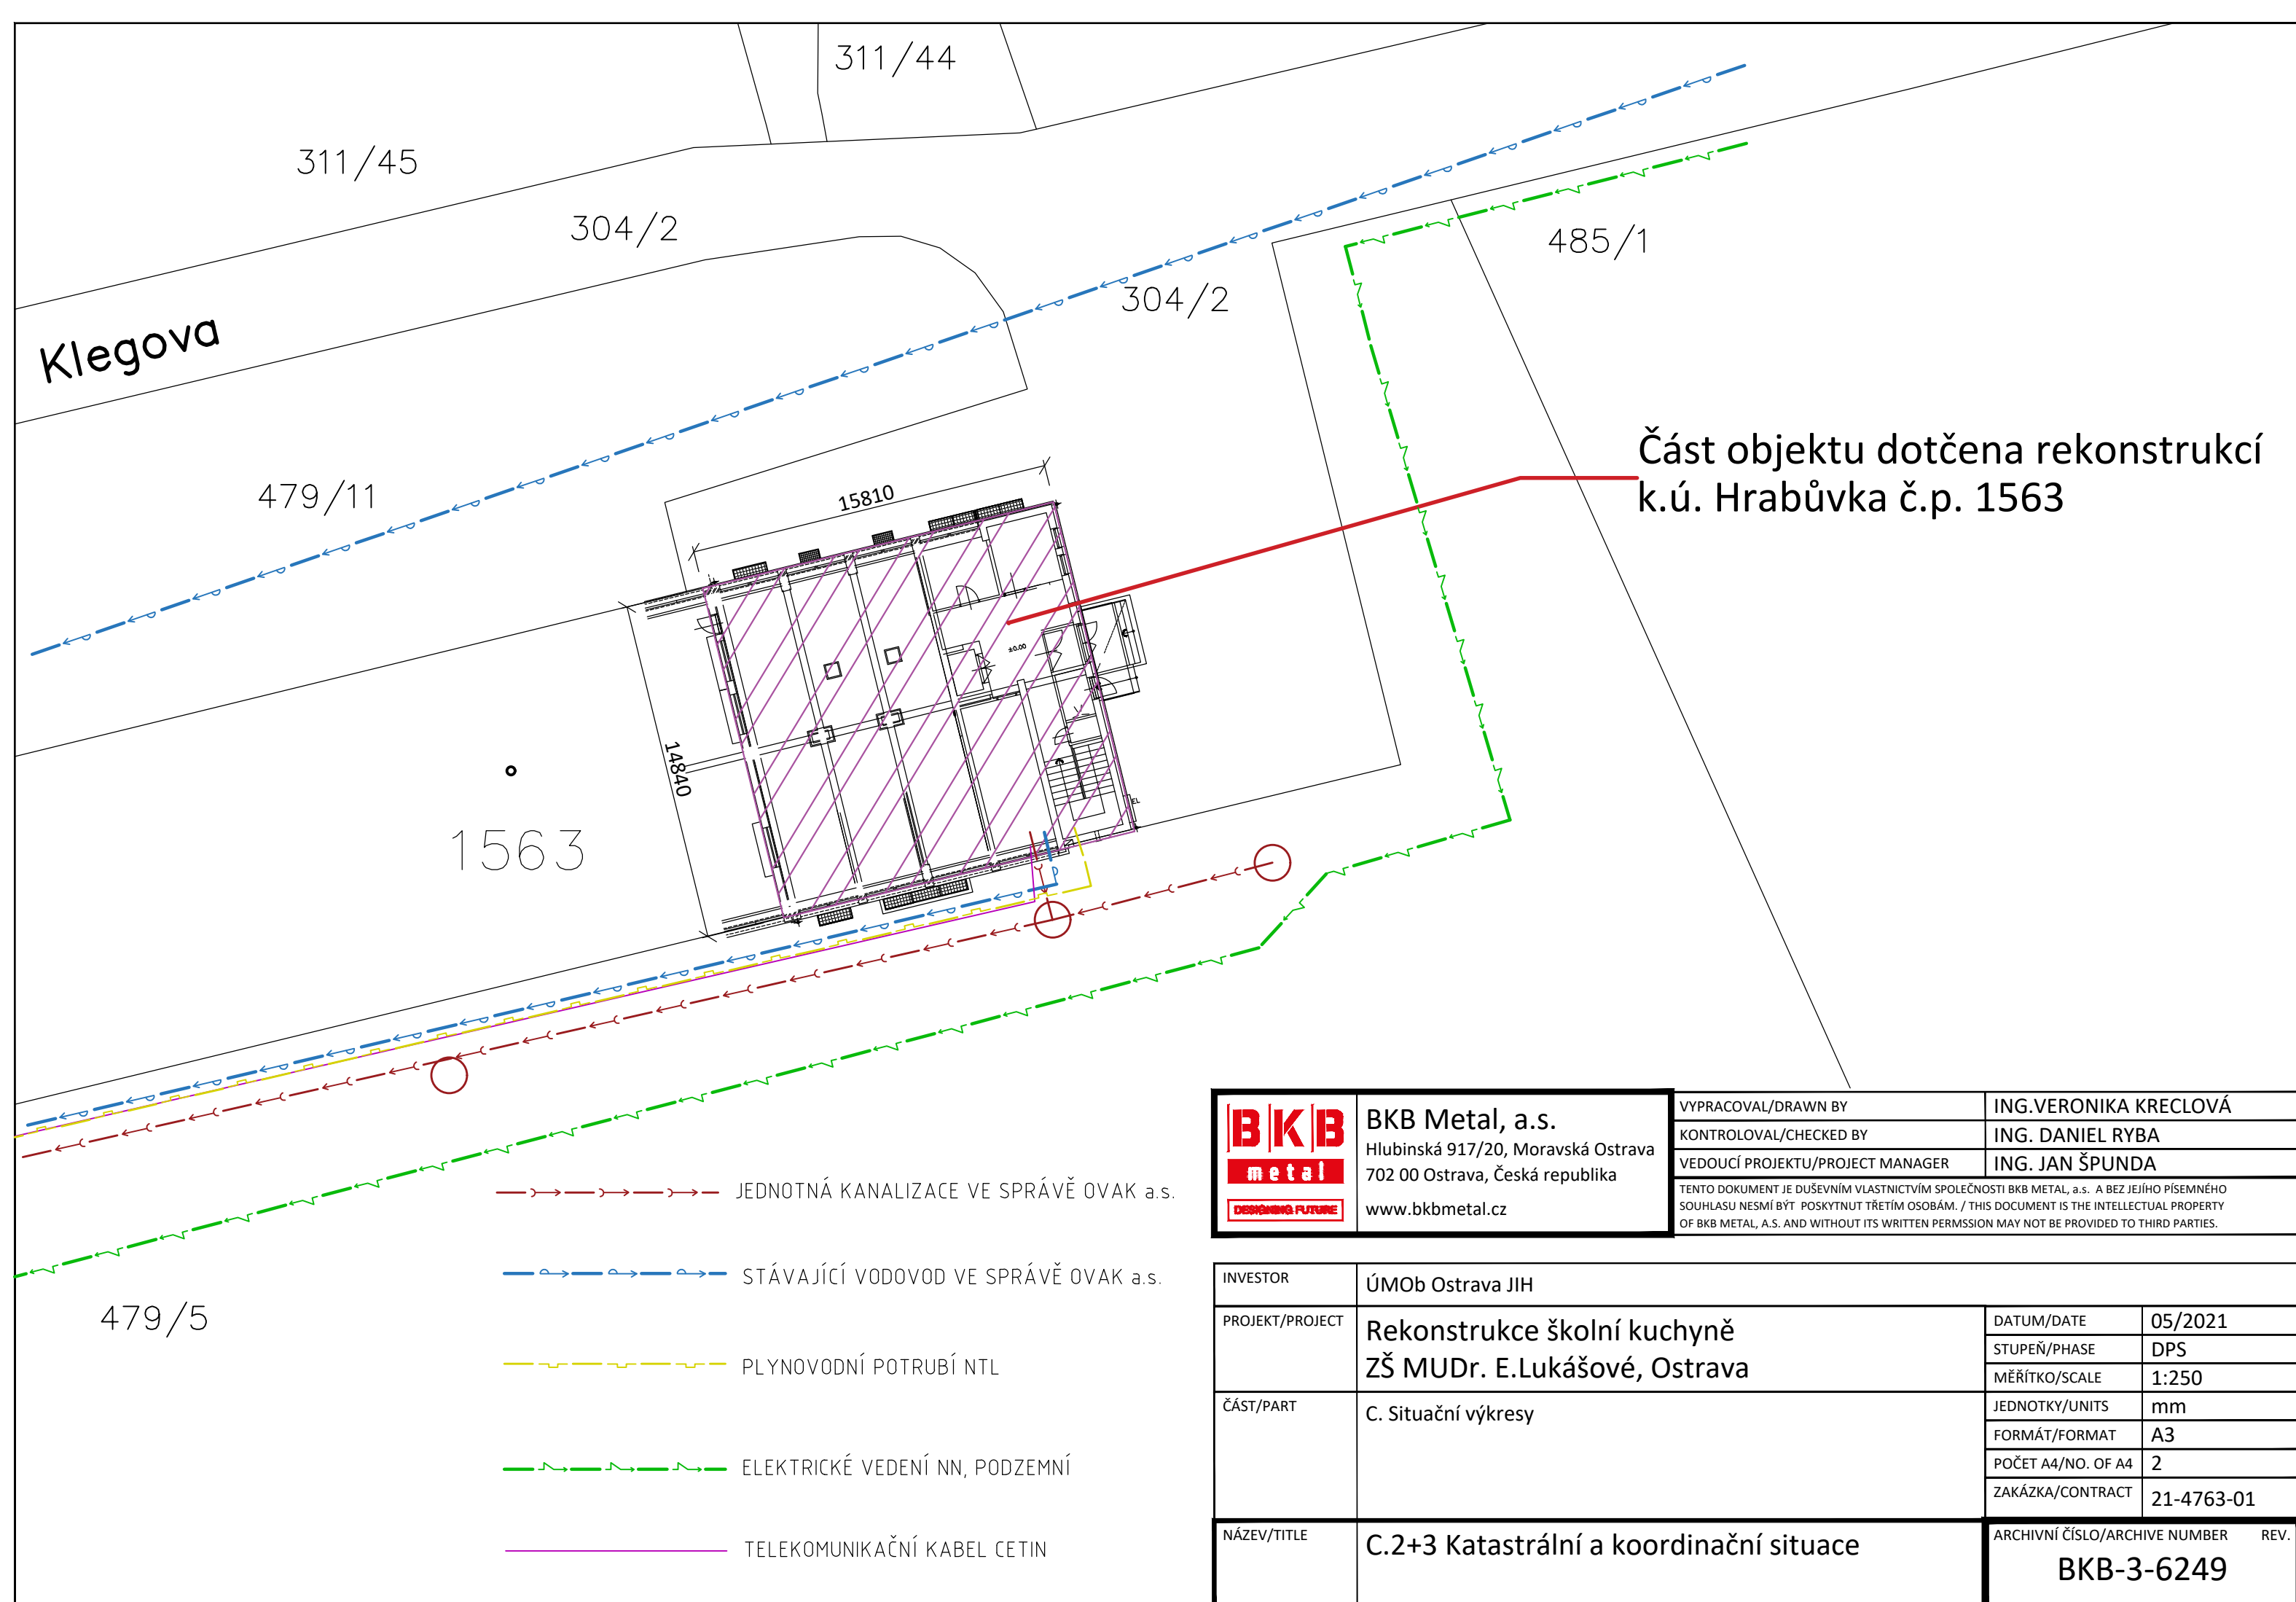 311/44
311/45
304/2
485/1
304/2
Klegova
Část objektu dotčena rekonstrukcí
k.ú. Hrabůvka č.p. 1563
479/11
15810
±0.00
14840
EL
1563
479/5
JEDNOTNÁ KANALIZACE VE SPRÁVĚ OVAK a.s.
STÁVAJÍCÍ VODOVOD VE SPRÁVĚ OVAK a.s.
PLYNOVODNÍ POTRUBÍ NTL
ELEKTRICKÉ VEDENÍ NN, PODZEMNÍ
TELEKOMUNIKAČNÍ KABEL CETIN
BKB
metal
DESIGNING FUTURE
BKB Metal, a.s.
Hlubinská 917/20, Moravská Ostrava
702 00 Ostrava, Česká republika
www.bkbmetal.cz
VYPRACOVAL/DRAWN BY ING.VERONIKA KRECLOVÁ
KONTROLOVAL/CHECKED BY ING. DANIEL RYBA
VEDOUCÍ PROJEKTU/PROJECT MANAGER ING. JAN ŠPUNDA
TENTO DOKUMENT JE DUŠEVNÍM VLASTNICTVÍM SPOLEČNOSTI BKB METAL, a.s. A BEZ JEJÍHO PÍSEMNÉHO
SOUHLASU NESMÍ BÝT POSKYTNUT TŘETÍM OSOBÁM. / THIS DOCUMENT IS THE INTELLECTUAL PROPERTY
OF BKB METAL, A.S. AND WITHOUT ITS WRITTEN PERMSSION MAY NOT BE PROVIDED TO THIRD PARTIES.
INVESTOR ÚMOb Ostrava JIH
PROJEKT/PROJECT Rekonstrukce školní kuchyně
ZŠ MUDr. E.Lukášové, Ostrava
DATUM/DATE 05/2021
STUPEŇ/PHASE DPS
MĚŘÍTKO/SCALE 1:250
ČÁST/PART C. Situační výkresy
JEDNOTKY/UNITS mm
FORMÁT/FORMAT A3
POČET A4/NO. OF A4 2
ZAKÁZKA/CONTRACT 21-4763-01
NÁZEV/TITLE C.2+3 Katastrální a koordinační situace
ARCHIVNÍ ČÍSLO/ARCHIVE NUMBER REV.
BKB-3-6249